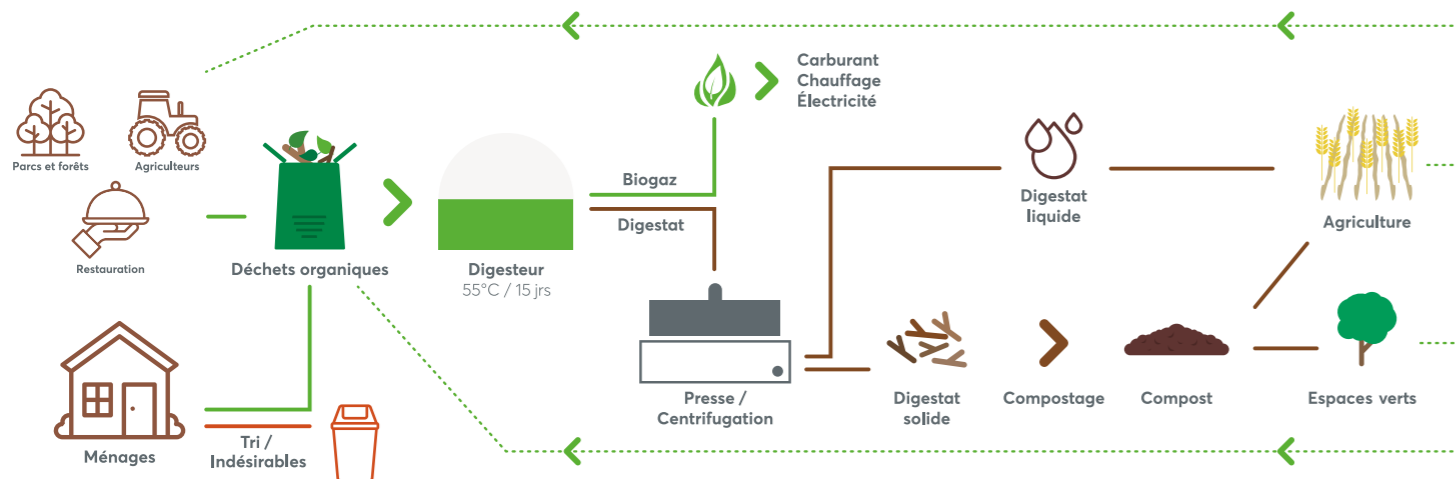 Carburant
Chauffage
Électricité
Parcs et forêts
Agriculteurs
Biogaz
Digestat
Digestat
liquide
Agriculture
Restauration
Déchets organiques
Digesteur
55°C / 15 jrs
Presse /
Centrifugation
Digestat
solide
Compostage
Compost
Espaces verts
Ménages
Tri /
Indésirables